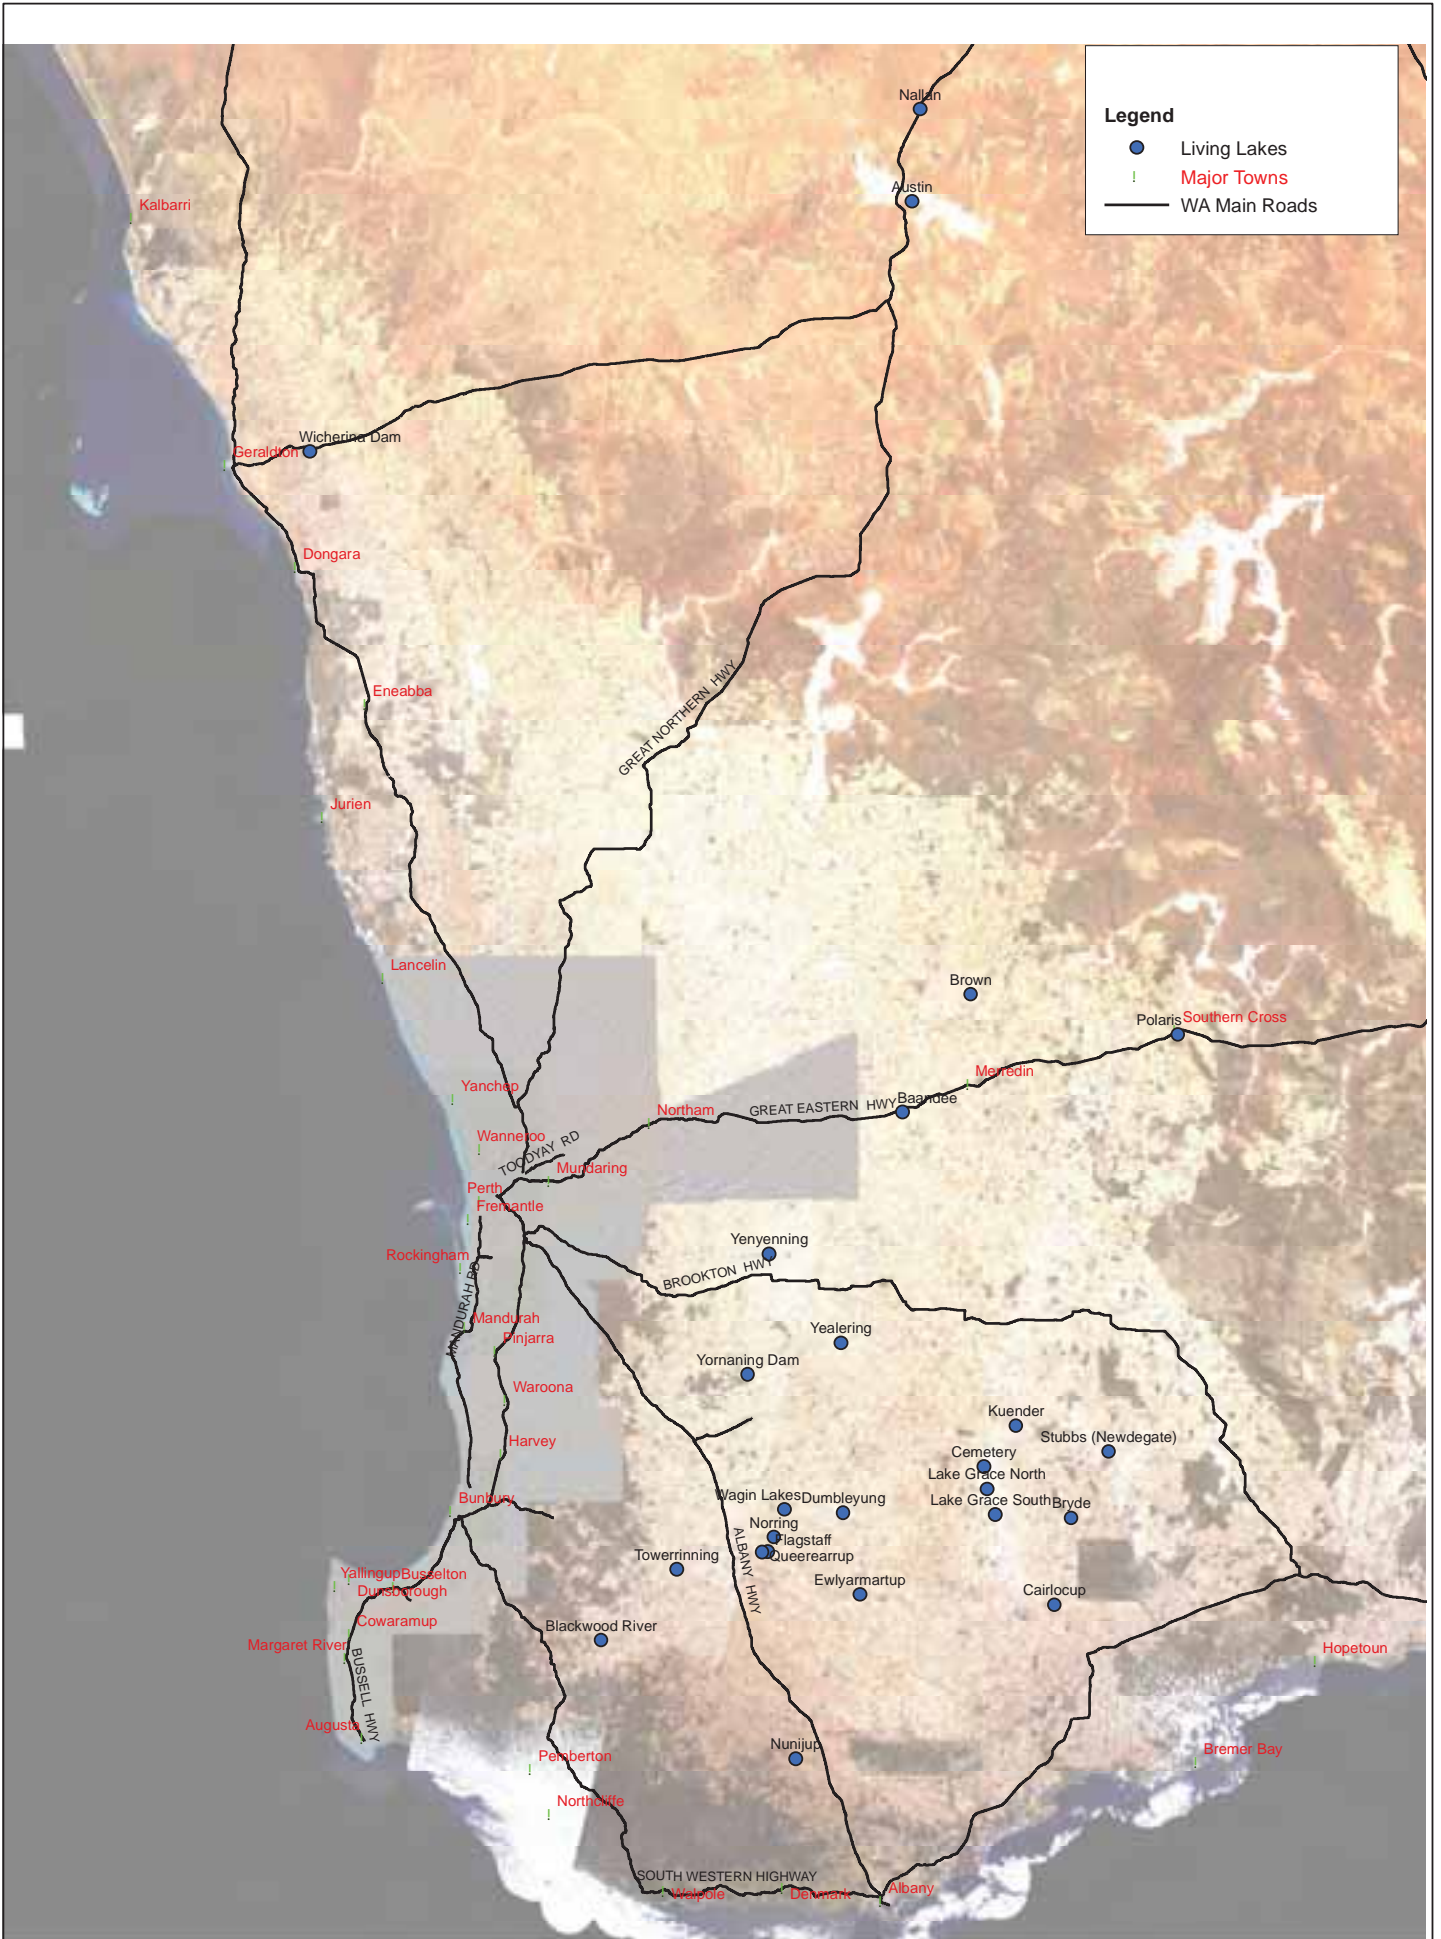 Nallan
Legend
Living Lakes
Major Towns
WA Main Roads
Austin
Kalbarri
Wicherina Dam
Geraldton
Dongara
GREAT NORTHERN HWY
Eneabba
Jurien
Lancelin
Brown
Polaris
Southern Cross
Merredin
Yanchep
Baandee
Northam
GREAT EASTERN HWY
Wanneroo
TOODYAY RD
Mundaring
Perth
Fremantle
Yenyenning
Rockingham
BROOKTON HWY
MANDURAH RD
Mandurah
Pinjarra
Yealering
Yornaning Dam
Waroona
Kuender
Stubbs (Newdegate)
Harvey
Cemetery
Lake Grace North
Bunbury
Wagin Lakes
Dumbleyung
Lake Grace South
Bryde
Norring
Flagstaff
Queerearrup
ALBANY HWY
Towerrinning
Yallingup
Busselton
Dunsborough
Ewlyarmartup
Cairlocup
Cowaramup
Blackwood River
Margaret River
BUSSELL HWY
Hopetoun
Augusta
Nunijup
Bremer Bay
Pemberton
Northcliffe
SOUTH WESTERN HIGHWAY
Walpole
Denmark
Albany